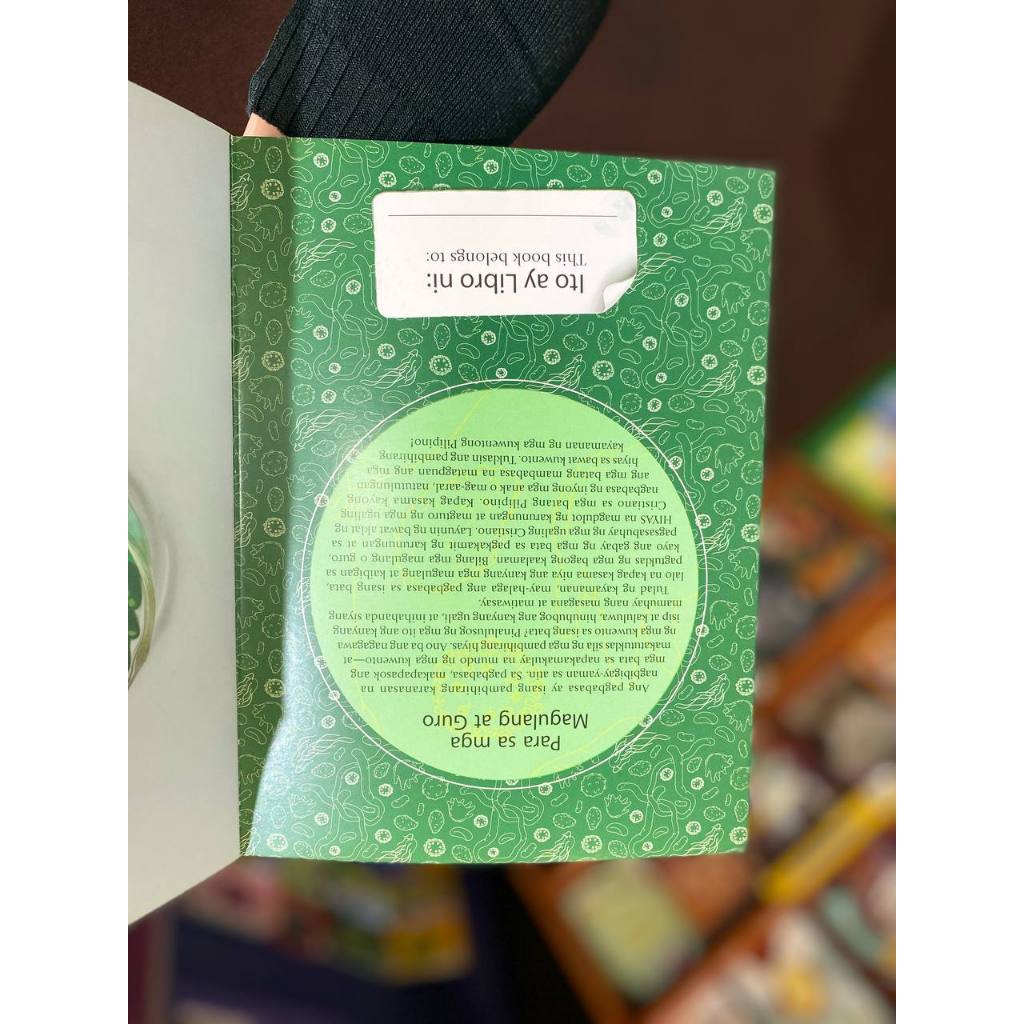 Para sa mga
Magulang at Guro
Ang pagbabasa ay isang pambihirang karanasan na
nagbibigay-yaman sa atin. Sa pagbabasa, malapapasok ang
mga bata sa napakamakulay na mundo ng mga kuwento—at
matutuklas sila ng mga pambihirang hiyas. Ano ba ang nagagawa
ng mga kuwento sa isang bata? Pinalulusog ng mga ito ang kanyang
isip at kaluluwa, hinuhubog ang kanyang ugali, at inihahanda siyang
mamuhay nang masagana at matiwasay.
Tulad ng kayamanan, may-halaga ang pagbabasa sa isang bata,
lalo na kapag kasama niya ang kanyang mga magulang at kaibigan sa
pagtuklas ng mga bagong kaalaman. Bilang mga magulang o guro,
kayo ang gabay ng mga bata sa pagkakamit ng karunungan at sa
pagsasabuhay ng mga ugaling Cristiano. Layunin ng bawat aklat ng
HIYAS na magdulot ng karunungan at magturo ng mga ugaling
Cristiano sa mga batang Pilipino. Kapag kasama kayong
nagbabasa ng inyong mga anak o mag-aaral, natutulungan
ang mga batang mambabasa na matagpuan ang mga
hiyas sa bawat kuwento. Tuklasin ang pambihirang
kayamanan ng mga kuwentong Pilipino!
Ito ay Libro ni:
This book belongs to: